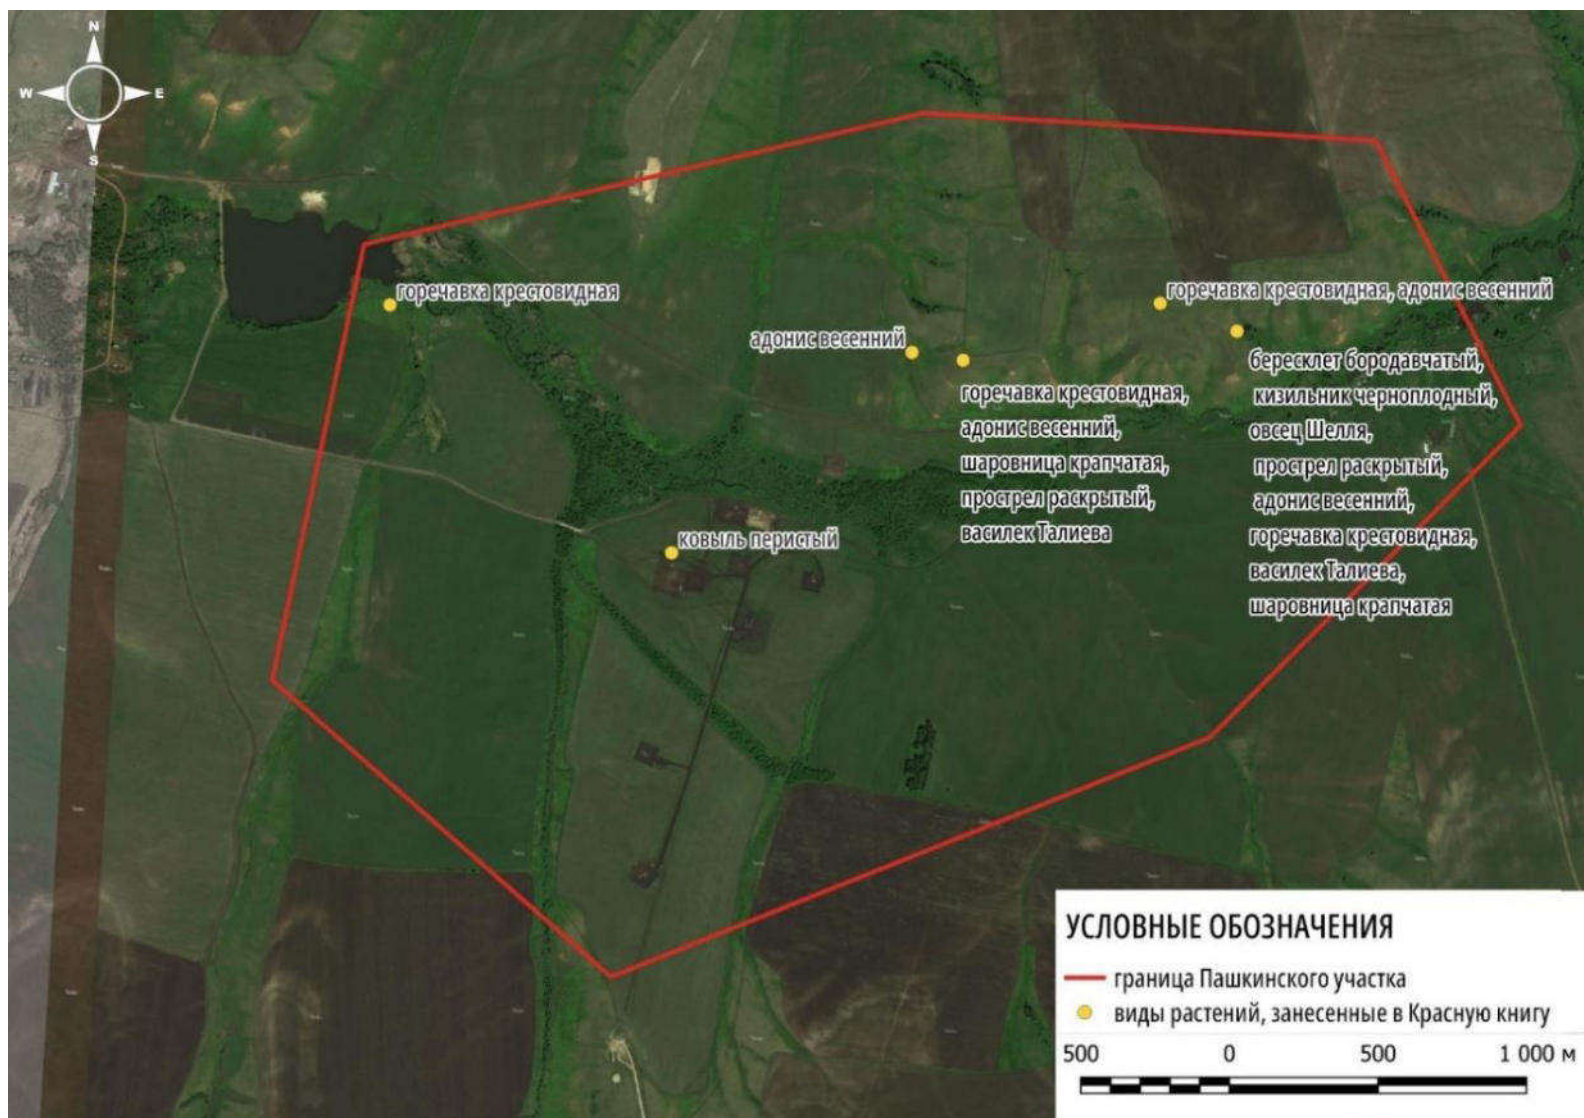 N
W E
S
горечавка крестовидная
горечавка крестовидная, адонис весенний
адонис весенний
бересклет бородавчатый,
кизильник черноплодный,
овсец Шелля,
прострел раскрытый,
адонис весенний,
горечавка крестовидная,
василек Талиева,
шаровница крапчатая
горечавка крестовидная,
адонис весенний,
шаровница крапчатая,
прострел раскрытый,
василек Талиева
ковыль перистый
УСЛОВНЫЕ ОБОЗНАЧЕНИЯ
граница Пашкинского участка
виды растений, занесенные в Красную книгу
500 0 500 1 000 м